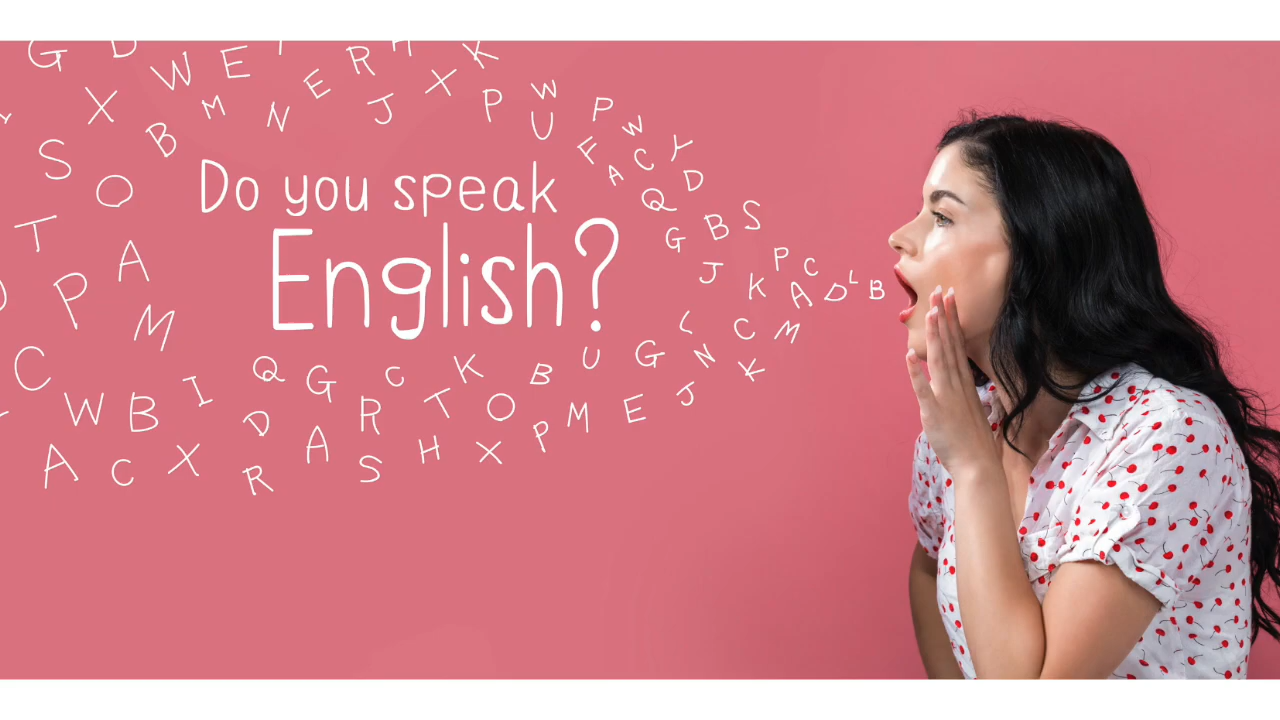 Do you speak
English?
G D W E I R H K
X M N E J X P W P
S B U F W Y
O A C D
T Q S
A G B
P J P C
M K A D L B
C Q G C K B U G N L C M
W B I D R T O P M E J K
A C X R A S H X